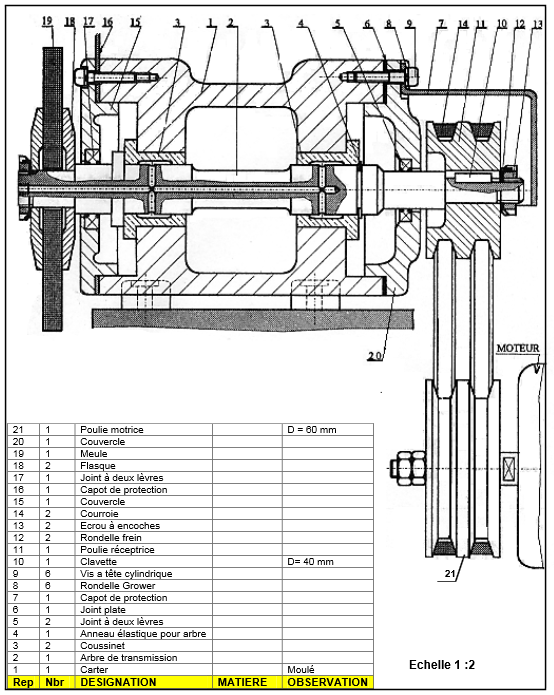 19 18 17 16 15 3 1 2 3 4 5 6 8 9 7 14 11 10 12 13
20
MOTEUR
21
21 1 Poulie motrice D = 60 mm
20 1 Couvercle
19 1 Meule
18 2 Flasque
17 1 Joint à deux lèvres
16 1 Capot de protection
15 1 Couvercle
14 2 Courroie
13 2 Ecrou à encoches
12 2 Rondelle frein
11 1 Poulie réceptrice
10 1 Clavette D= 40 mm
9 6 Vis a tête cylindrique
8 6 Rondelle Grower
7 1 Capot de protection
6 1 Joint plate
5 2 Joint à deux lèvres
4 1 Anneau élastique pour arbre
3 2 Coussinet
2 1 Arbre de transmission
1 1 Carter Moulé
Rep Nbr DESIGNATION MATIERE OBSERVATION
Echelle 1 :2